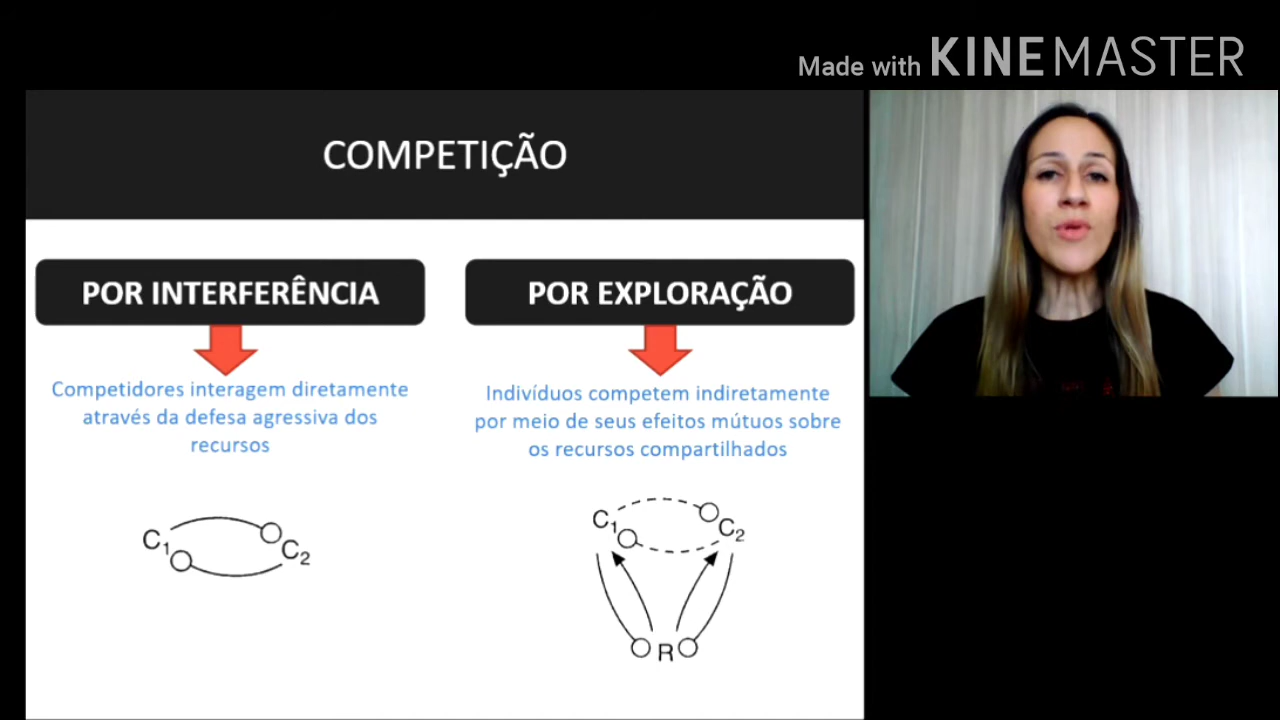 Made with KINEMASTER
COMPETIÇÃO
POR INTERFERÊNCIA
Competidores interagem diretamente
através da defesa agressiva dos
recursos
C1
C2
POR EXPLORAÇÃO
Indivíduos competem indiretamente
por meio de seus efeitos mútuos sobre
os recursos compartilhados
C1
C2
R